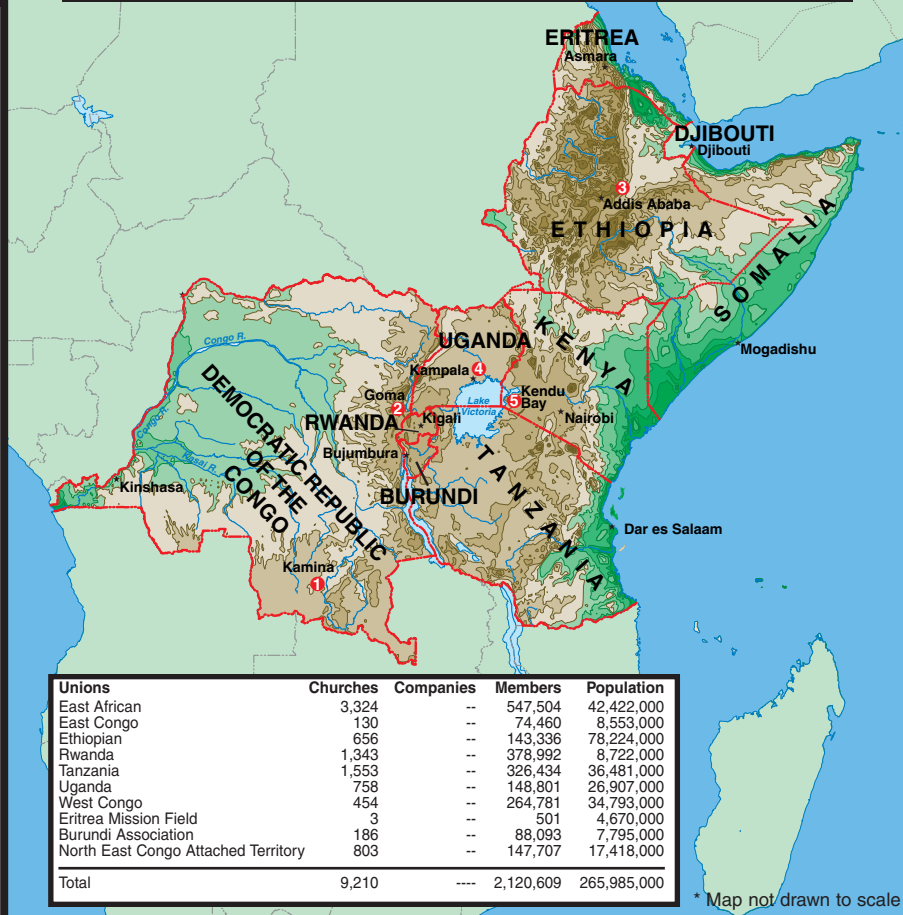 ERITREA
Asmara
DJIBOUTI
Djibouti
3
Addis Ababa
ETHIOPIA
SOMALIA
Mogadishu
KENYA
UGANDA
Kampala
4
Congo R.
Goma
2
Lake
Victoria
5
Kendu
Bay
Nairobi
RWANDA
Kigali
Congo R.
DEMOCRATIC REPUBLIC
OF THE
CONGO
Kasai R.
Bujumbura
BURUNDI
TANZANIA
Kinshasa
Dar es Salaam
Kamina
1
Unions Churches Companies Members Population
East African 3,324 -- 547,504 42,422,000
East Congo 130 -- 74,460 8,553,000
Ethiopian 656 -- 143,336 78,224,000
Rwanda 1,343 -- 378,992 8,722,000
Tanzania 1,553 -- 326,434 36,481,000
Uganda 758 -- 148,801 26,907,000
West Congo 454 -- 264,781 34,793,000
Eritrea Mission Field 3 -- 501 4,670,000
Burundi Association 186 -- 88,093 7,795,000
North East Congo Attached Territory 803 -- 147,707 17,418,000
Total 9,210 ---- 2,120,609 265,985,000
* Map not drawn to scale